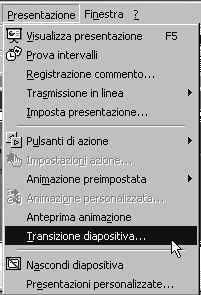 Presentazione Finestra ?
Visualizza presentazione F5
Prova intervalli
Registrazione commento...
Trasmissione in linea
Imposta presentazione...
Pulsanti di azione
Impostazioni azione...
Animazione preimpostata
Animazione personalizzata...
Anteprima animazione
Transizione diapositiva...
Nascondi diapositiva
Presentazioni personalizzate...